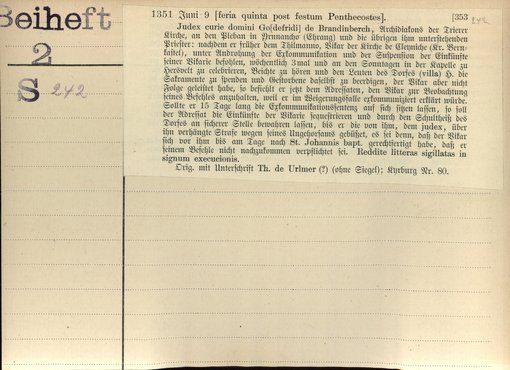 Beiheft
2
S 242
1351 Juni 9 [feria quinta post festum Penthecostes]. [353
242
Judex curie domini Go[defridi] de Brandinberch, Archidiakons der Trierer
Kirche, an den Pleban in Yrmancho (Ehrang) und die übrigen ihm unterstehenden
Priester: nachdem er früher dem Thilmanno, Vikar der Kirche de Cleyniche (Kr. Bern-
kastel), unter Androhung der Exkommunikation und der Suspension der Einkünfte
einer Vikarie befohlen, wöchentlich 3 mal und an den Sonntagen in der Kapelle zu
Hersvelt zu celebrieren, Beichte zu hören und den Leuten des Dorfes (villa) H. die
Sakramente zu spenden und Gestorbene daselbst zu beerdigen, der Vikar aber nicht
Folge geleistet habe, so befiehlt er jetzt dem Adressaten, den Vikar zur Beobachtung
seines Befehls anzuhalten, weil er im Weigerungsfalle exkommuniziert erklärt würde.
Sollte er 15 Tage lang die Exkommunikationssentenz auf sich sitzen lassen, so soll
der Adressat die Einkünfte der Vikarie sequestrieren und durch den Schultheiß des
Dorfes an sicherer Stelle bewahren lassen, bis er die von ihm, dem judex, über
ihn verhängte Strafe wegen seines Ungehorsams gebüßet, es sei denn, daß der Vikar
sich vor ihm bis am Tage nach St. Johannis bapt. gerechtfertigt habe, daß er
seinem Befehle nicht nachzukommen verpflichtet sei. Reddite litteras sigillatas in
signum execucionis.
Orig. mit Unterschrift Th. de Urlmer (?) (ohne Siegel); Kyrburg Nr. 80.